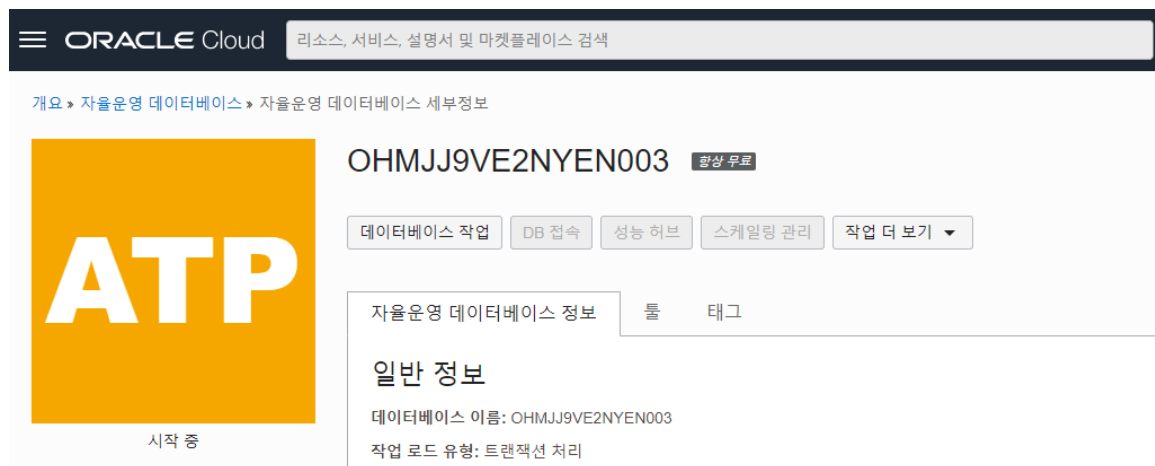 ORACLE Cloud 리소스, 서비스, 설명서 및 마켓플레이스 검색
개요 » 자율운영 데이터베이스 » 자율운영 데이터베이스 세부정보
ATP
시작 중
OHMJJ9VE2NYEN003 항상 무료
데이터베이스 작업 DB 접속 성능 허브 스케일링 관리 작업 더 보기
자율운영 데이터베이스 정보 툴 태그
일반 정보
데이터베이스 이름: OHMJJ9VE2NYEN003
작업 로드 유형: 트랜잭션 처리